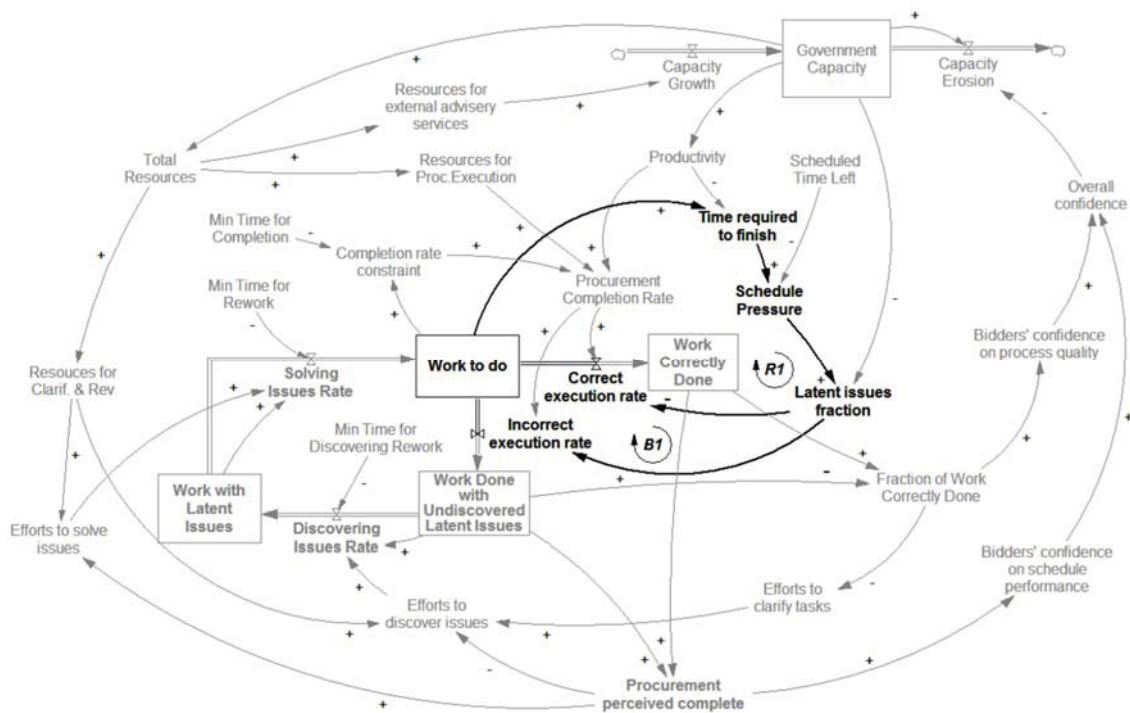 Government
Capacity
Capacity
Growth
Capacity
Erosion
Resources for
external advisery
services
Total
Resources
Resources for
Proc.Execution
Productivity
Scheduled
Time Left
Overall
confidence
Min Time for
Completion
Time required
to finish
Completion rate
constraint
Procurement
Completion Rate
Schedule
Pressure
Min Time for
Rework
Bidders' confidence
on process quality
Work to do
Work
Correctly
Done
R1
Solving
Issues Rate
Resouces for
Clarif. & Rev
Correct
execution rate
Latent issues
fraction
Incorrect
execution rate
B1
Min Time for
Discovering Rework
Work with
Latent
Issues
Work Done with
Undiscovered
Latent Issues
Fraction of Work
Correctly Done
Efforts to solve
issues
Discovering
Issues Rate
Bidders' confidence
on schedule
performance
Efforts to
clarify tasks
Efforts to
discover issues
Procurement
perceived complete